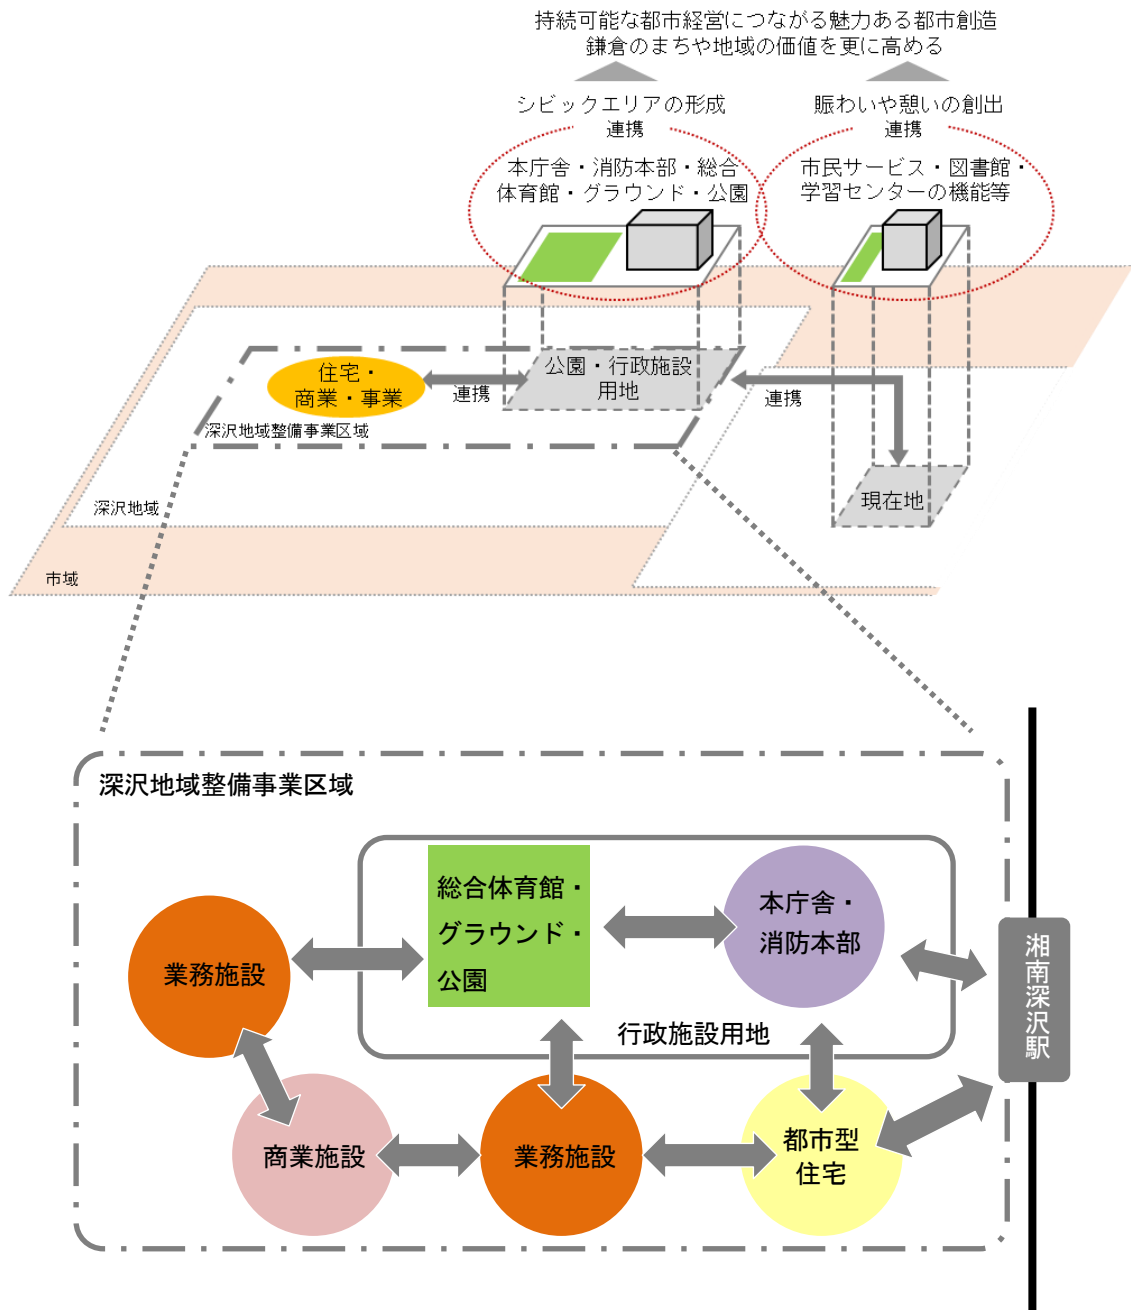 持続可能な都市経営につながる魅力ある都市創造
鎌倉のまちや地域の価値を更に高める
シビックエリアの形成
連携
賑わいや憩いの創出
連携
本庁舎・消防本部・総合
体育館・グラウンド・公園
市民サービス・図書館・
学習センターの機能等
住宅・
商業・事業
連携
公園・行政施設
用地
連携
深沢地域整備事業区域
現在地
深沢地域
市域
深沢地域整備事業区域
総合体育館・
グラウンド・
公園
本庁舎・
消防本部
業務施設
湘南深沢駅
行政施設用地
商業施設
業務施設
都市型
住宅